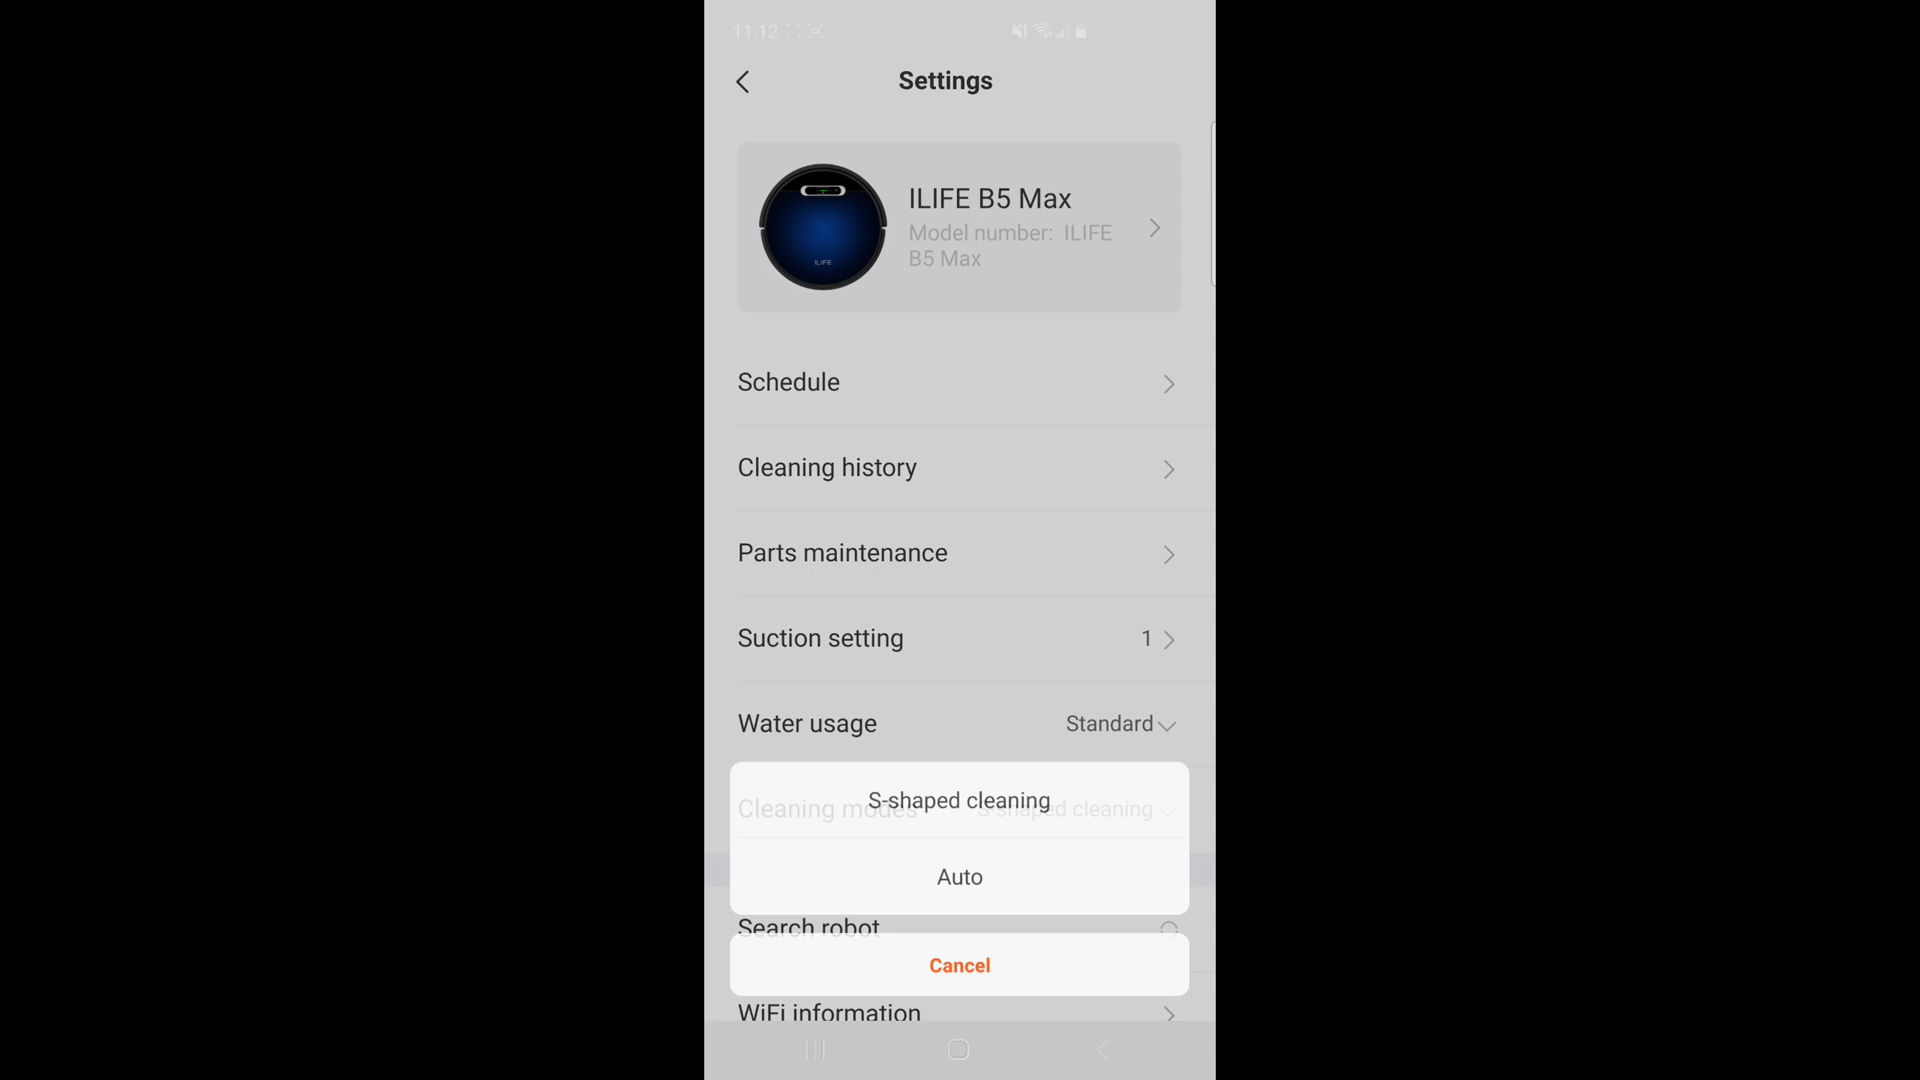 11:12
Settings
ILIFE B5 Max
Model number: ILIFE
B5 Max
ILIFE
Schedule
Cleaning history
Parts maintenance
Suction setting 1
Water usage Standard
S-shaped cleaning
Cleaning modes S-shaped cleaning
Auto
Search robot
Cancel
WiFi information